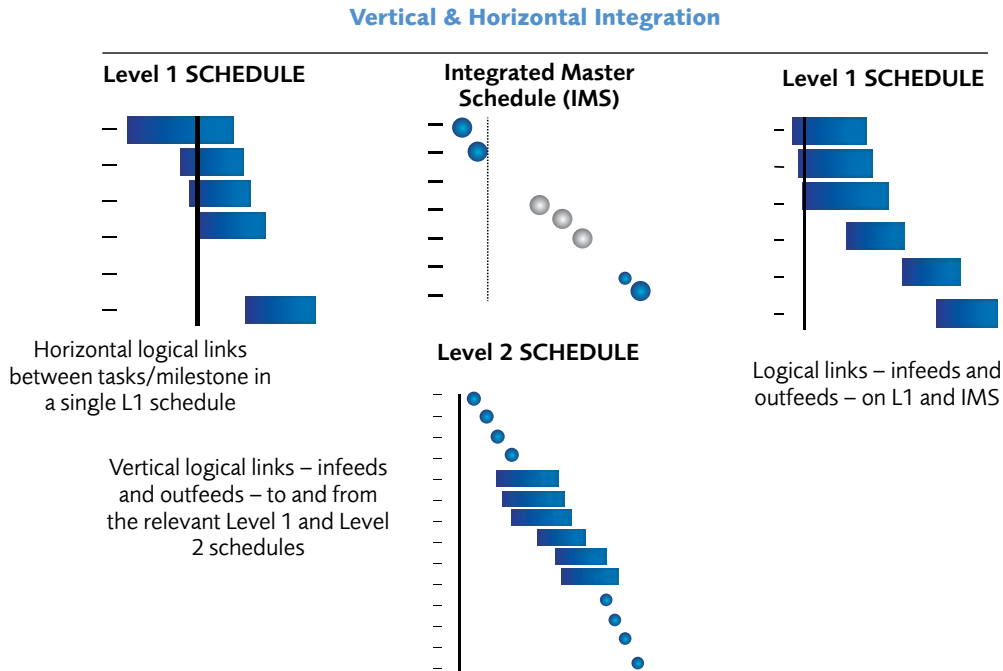 Vertical & Horizontal Integration
Level 1 SCHEDULE
Integrated Master
Schedule (IMS)
Level 1 SCHEDULE
Horizontal logical links
between tasks/milestone in
a single L1 schedule
Level 2 SCHEDULE
Logical links – infeeds and
outfeeds – on L1 and IMS
Vertical logical links – infeeds
and outfeeds – to and from
the relevant Level 1 and Level
2 schedules